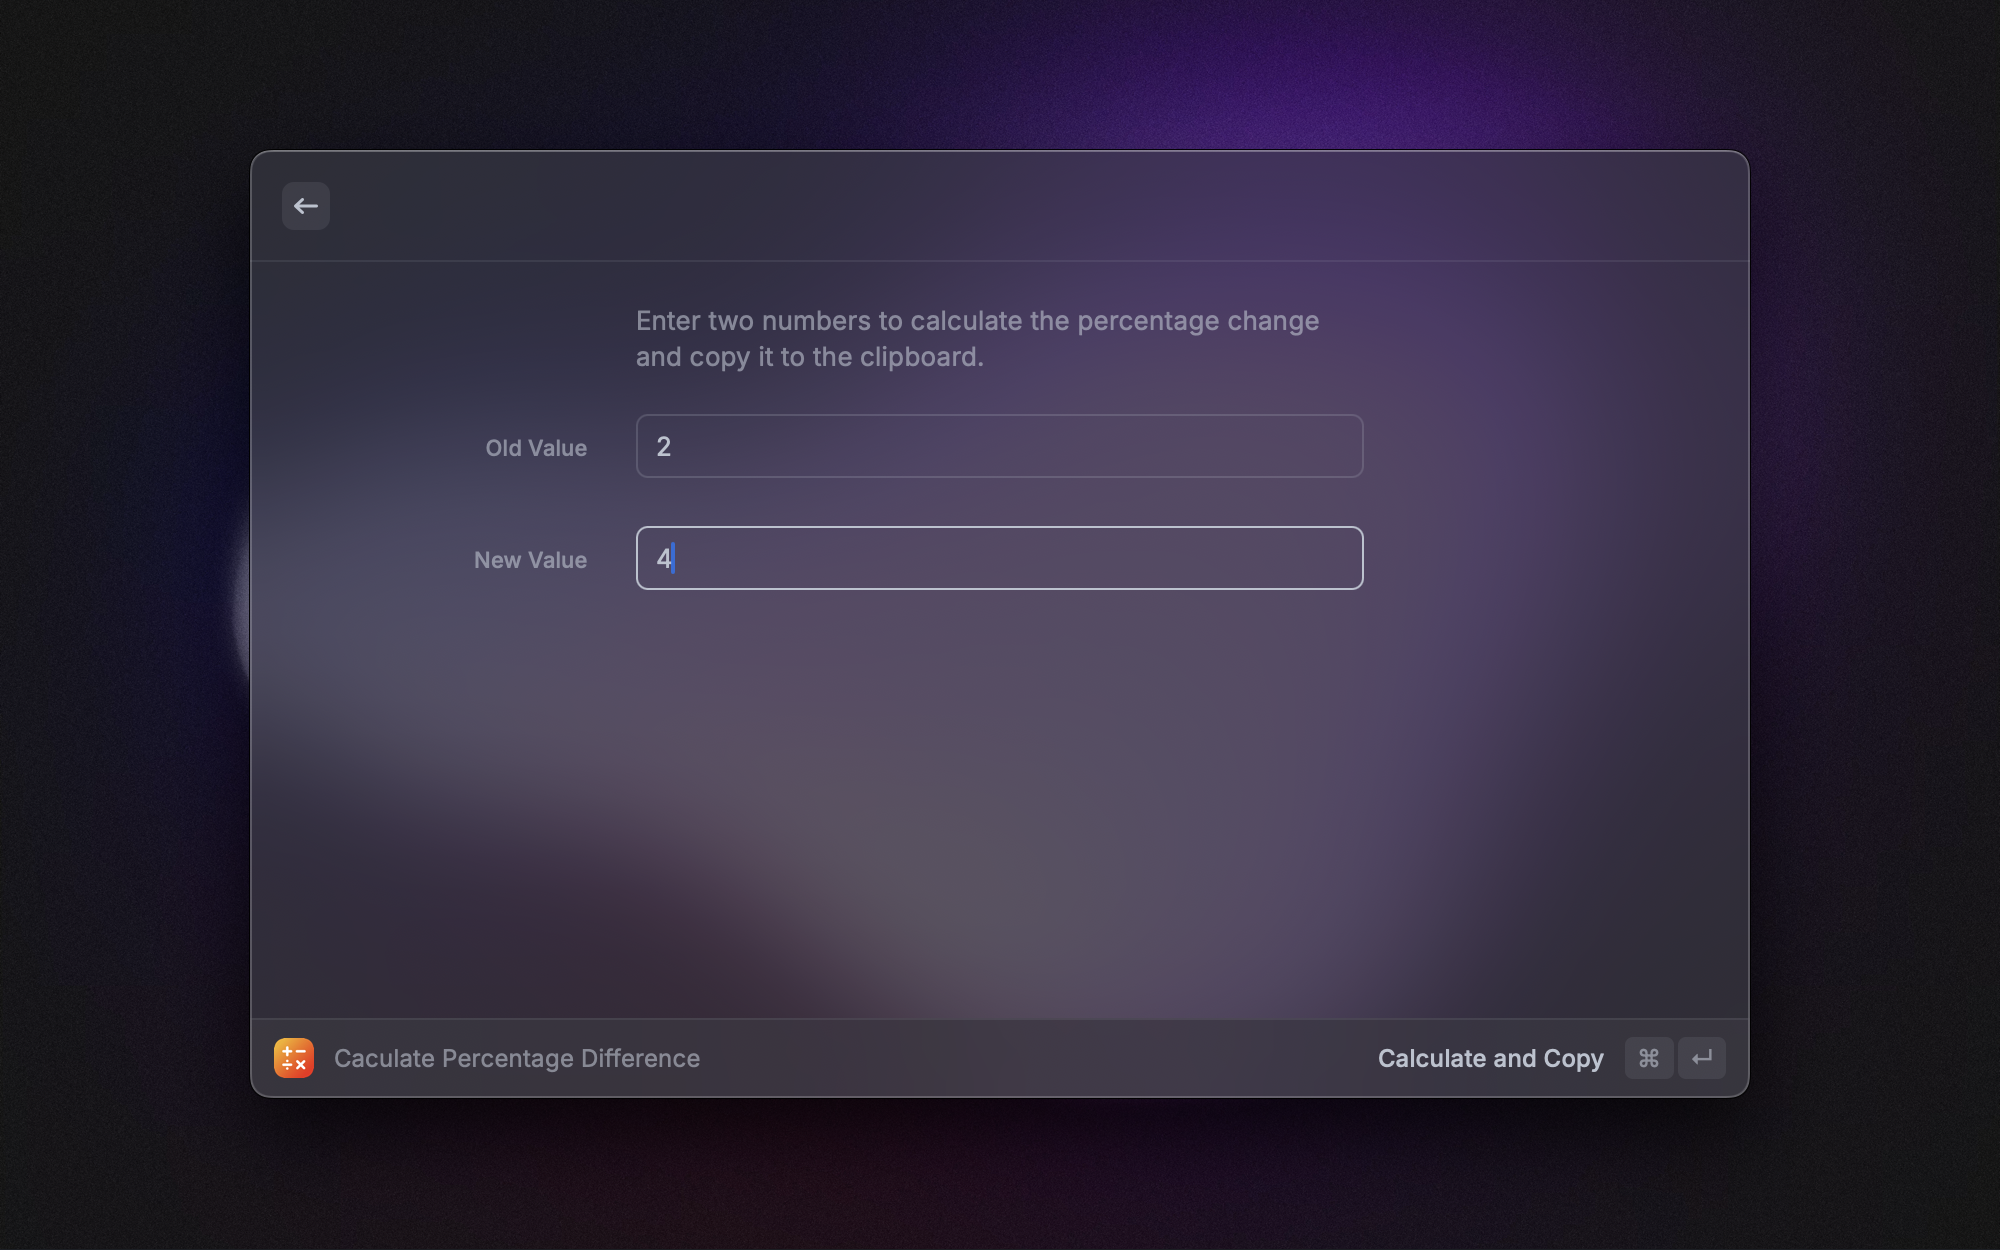 Enter two numbers to calculate the percentage change
and copy it to the clipboard.
Old Value
2
New Value
4
Caculate Percentage Difference
Calculate and Copy ⌘ ↵